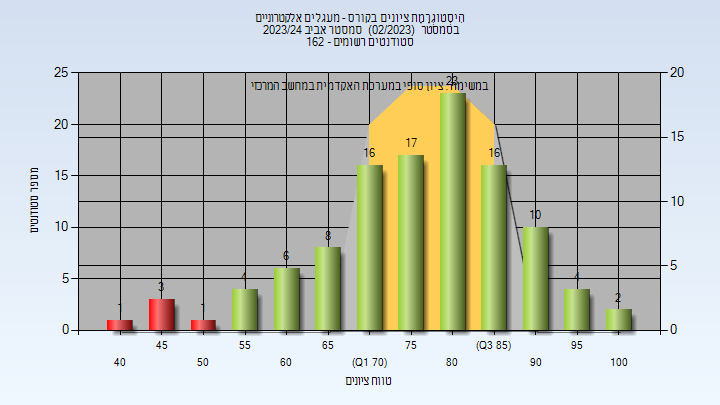 היסטוגרמת ציונים בקורס - מעגלים אלקטרוניים
בסמסטר (02/2023) סמסטר אביב 2023/24
סטודנטים רשומים - 162
במשימה: ציון סופי במערכת האקדמית במחשב המרכזי
25 20 15 10 5 0
20 15 10 5 0
מספר סטודנטים
1 3 1 4 6 8 16 17 23 16 10 4 2
45 55 65 75 (Q3 85) 95
40 50 60 (Q1 70) 80 90 100
טווח ציונים